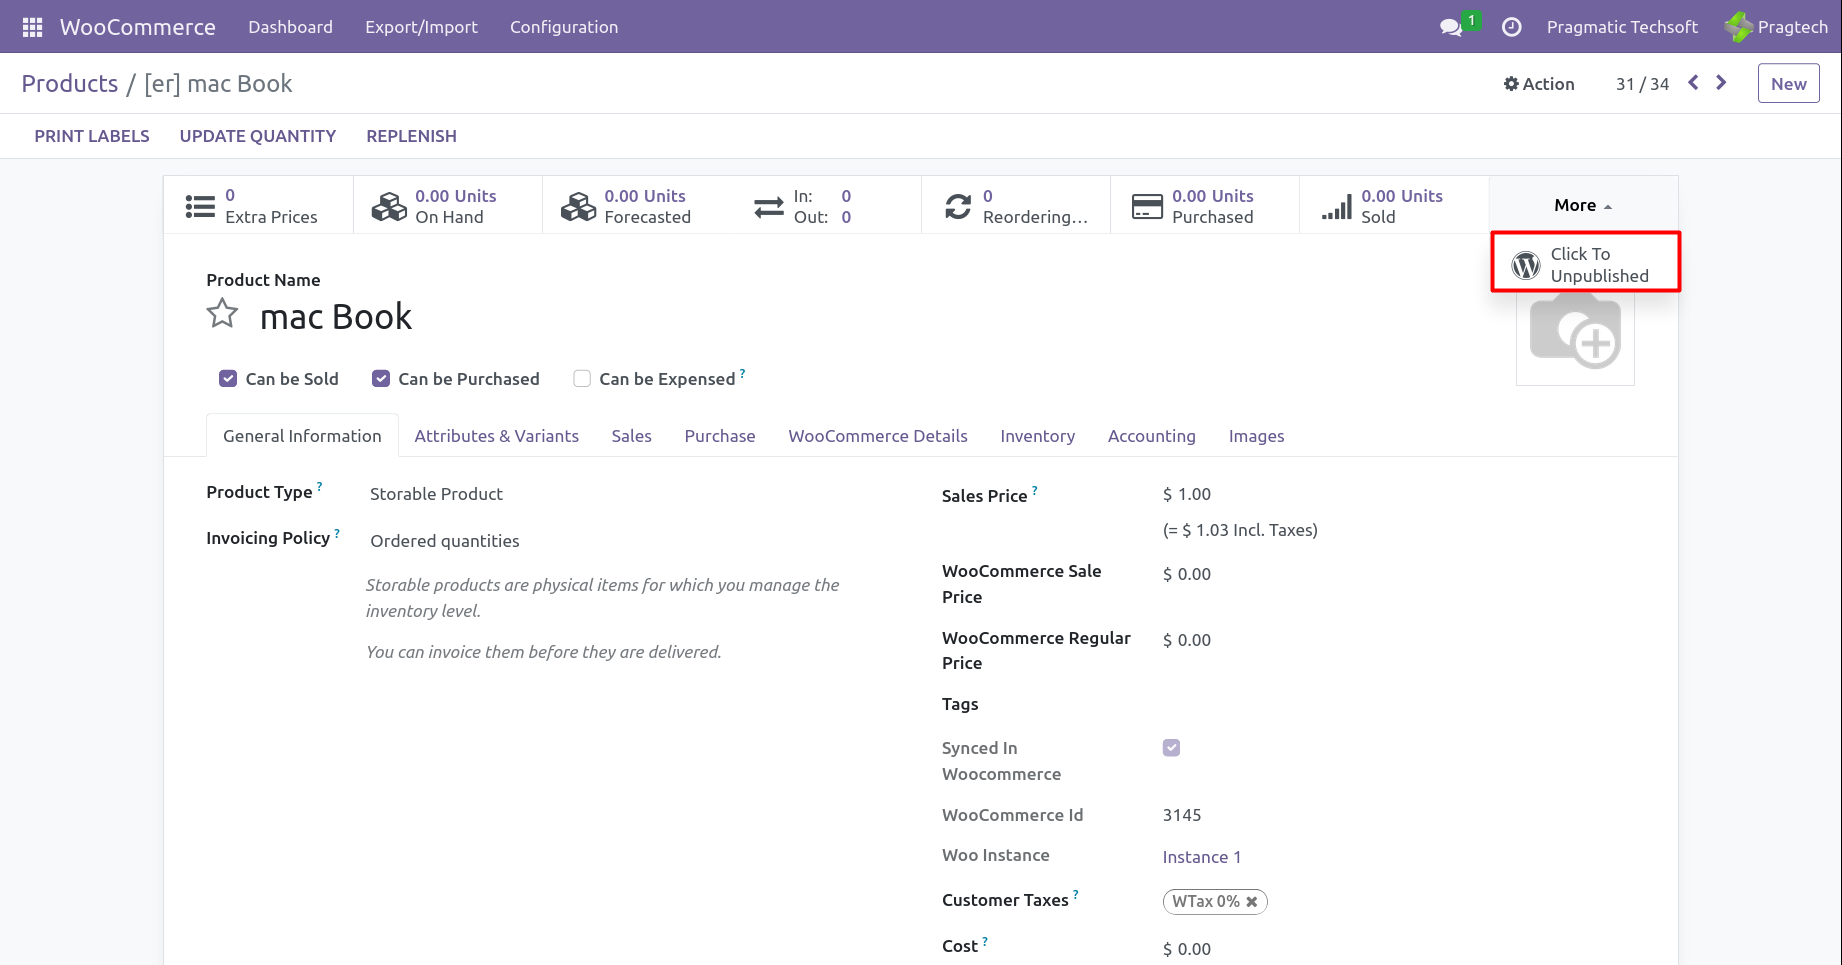 WooCommerce Dashboard Export/Import Configuration 1 Pragmatic Techsoft Pragtech
Products / [er] mac Book Action 31 / 34 New
PRINT LABELS UPDATE QUANTITY REPLENISH
0
Extra Prices
0.00 Units
On Hand
0.00 Units
Forecasted
In: 0
Out: 0
0
Reordering...
0.00 Units
Purchased
0.00 Units
Sold
More
Click To
Unpublished
Product Name
mac Book
Can be Sold Can be Purchased Can be Expensed ?
General Information Attributes & Variants Sales Purchase WooCommerce Details Inventory Accounting Images
Product Type ? Storable Product
Invoicing Policy ? Ordered quantities
Storable products are physical items for which you manage the
inventory level.
You can invoice them before they are delivered.
Sales Price ? $ 1.00
(= $ 1.03 Incl. Taxes)
WooCommerce Sale
Price
$ 0.00
WooCommerce Regular
Price
$ 0.00
Tags
Synced In
Woocommerce
WooCommerce Id 3145
Woo Instance Instance 1
Customer Taxes ? WTax 0% ✖
Cost ? $ 0.00